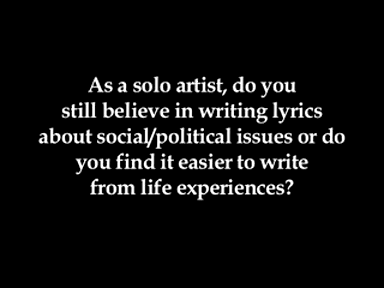 As a solo artist, do you
still believe in writing lyrics
about social/political issues or do
you find it easier to write
from life experiences?